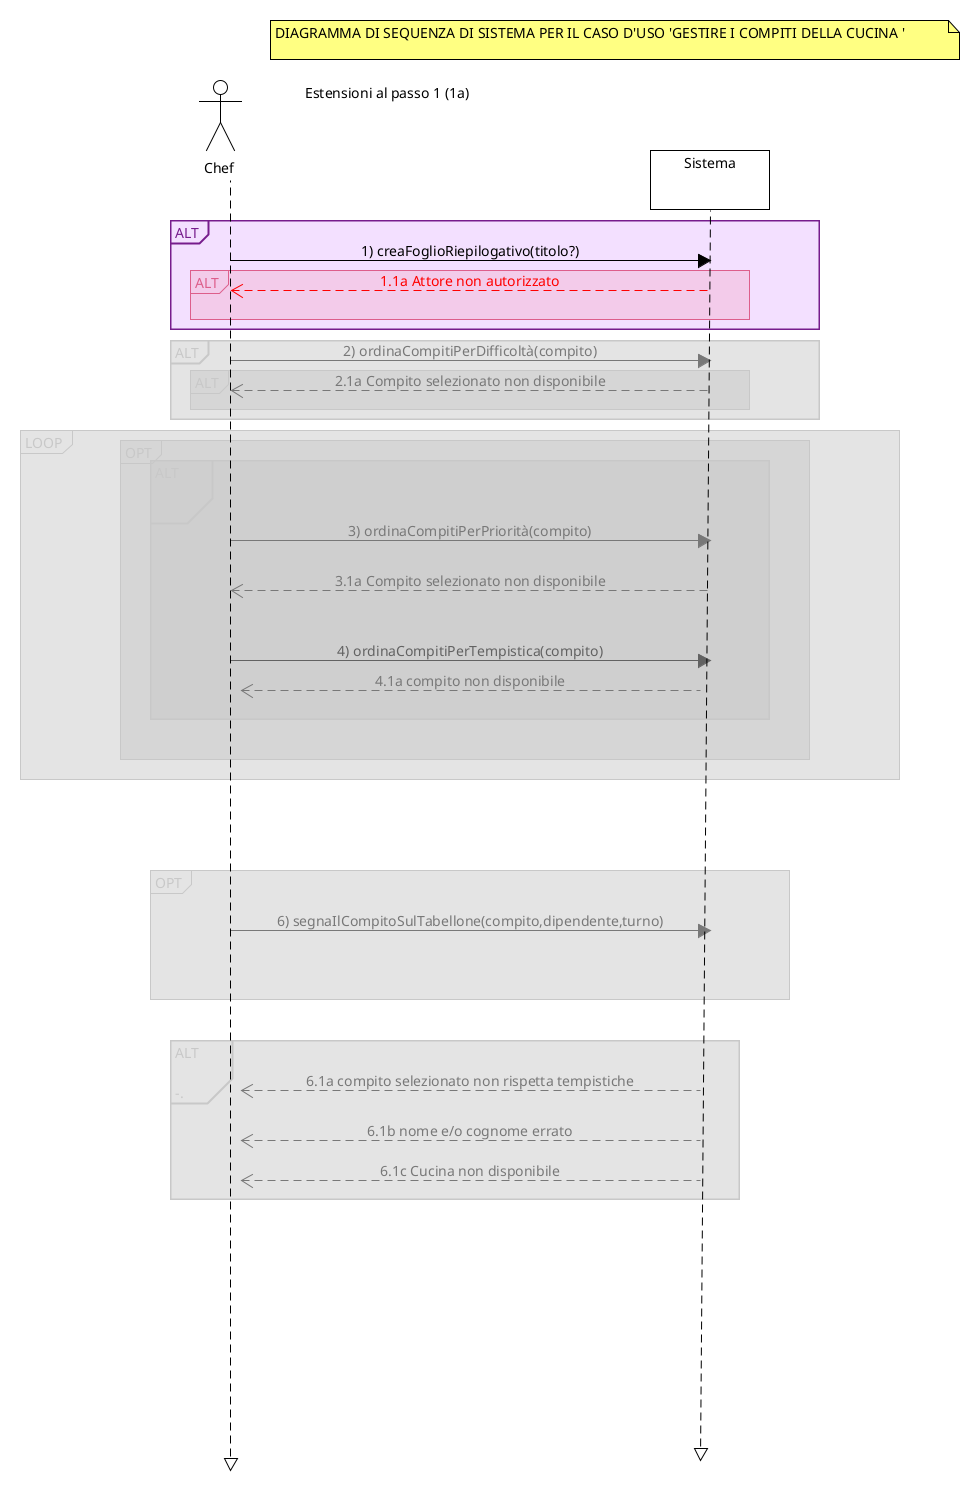 DIAGRAMMA DI SEQUENZA DI SISTEMA PER IL CASO D'USO 'GESTIRE I COMPITI DELLA CUCINA '
Estensioni al passo 1 (1a)
Chef
Sistema
ALT
1) creaFoglioRiepilogativo(titolo?)
ALT
1.1a Attore non autorizzato
ALT
2) ordinaCompitiPerDifficoltà(compito)
ALT
2.1a Compito selezionato non disponibile
LOOP
OPT
ALT
3) ordinaCompitiPerPriorità(compito)
3.1a Compito selezionato non disponibile
4) ordinaCompitiPerTempistica(compito)
4.1a compito non disponibile
OPT
6) segnaIlCompitoSulTabellone(compito,dipendente,turno)
ALT
6.1a compito selezionato non rispetta tempistiche
-.
6.1b nome e/o cognome errato
6.1c Cucina non disponibile